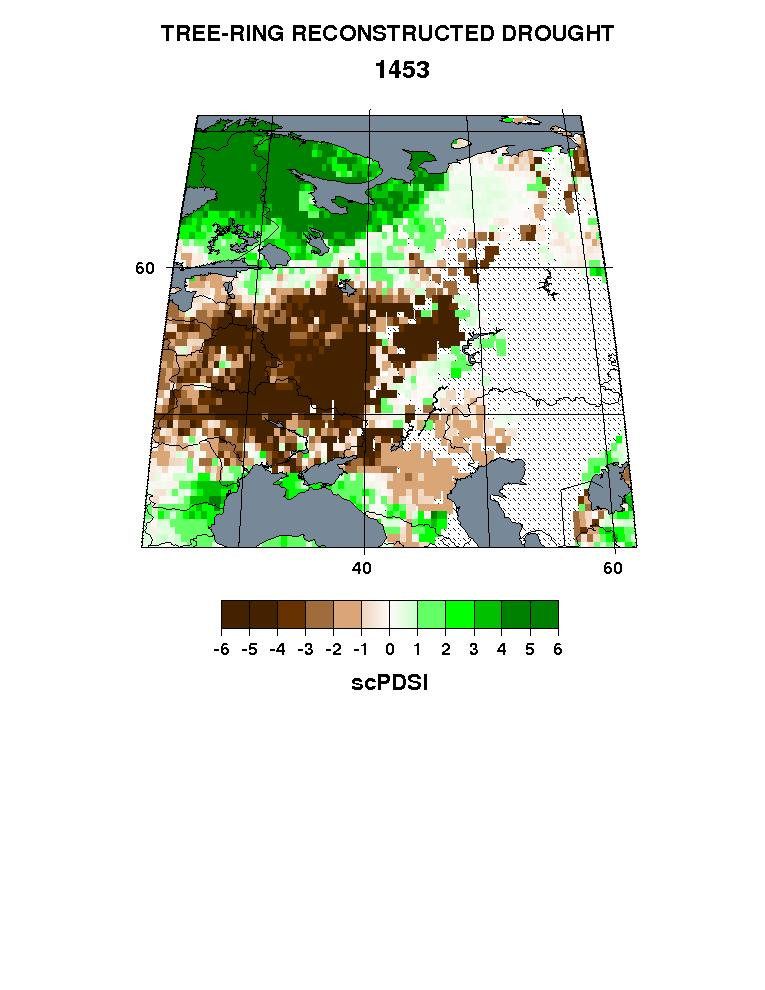 TREE-RING RECONSTRUCTED DROUGHT
1453
60
40 60
-6 -5 -4 -3 -2 -1 0 1 2 3 4 5 6
scPDSI